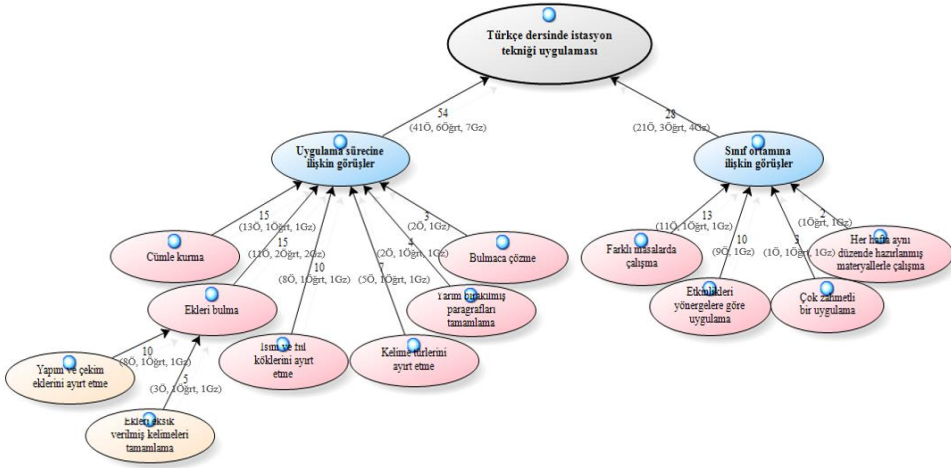 Türkçe dersinde istasyon
tekniği uygulaması
54
(41Ö, 6Öğrt, 7Gz)
28
(21Ö, 3Öğrt, 4Gz)
Uygulama sürecine
ilişkin görüşler
Sınıf ortamına
ilişkin görüşler
15
(13Ö, 1Öğrt, 1Gz)
15
(11Ö, 2Öğrt, 2Gz)
10
(8Ö, 1Öğrt, 1Gz)
7
(5Ö, 1Öğrt, 1Gz)
4
(2Ö, 1Öğrt, 1Gz)
3
(2Ö, 1Gz)
13
(11Ö, 1Öğrt, 1Gz)
10
(9Ö, 1Gz)
3
(1Ö, 1Öğrt, 1Gz)
2
(1Öğrt, 1Gz)
Cümle kurma
Ekleri bulma
İsim ve fiil
köklerini ayırt
etme
Kelime türlerini
ayırt etme
Yarım bırakılmış
paragrafları
tamamlama
Bulmaca çözme
Farklı masalarda
çalışma
Etkinlikleri
yönergelere göre
uygulama
Çok zahmetli
bir uygulama
Her hafta aynı
düzende hazırlanmış
materyallerle çalışma
10
(8Ö, 1Öğrt, 1Gz)
5
(3Ö, 1Öğrt, 1Gz)
Yapım ve çekim
eklerini ayırt etme
Ekleri eksik
verilmiş kelimeleri
tamamlama